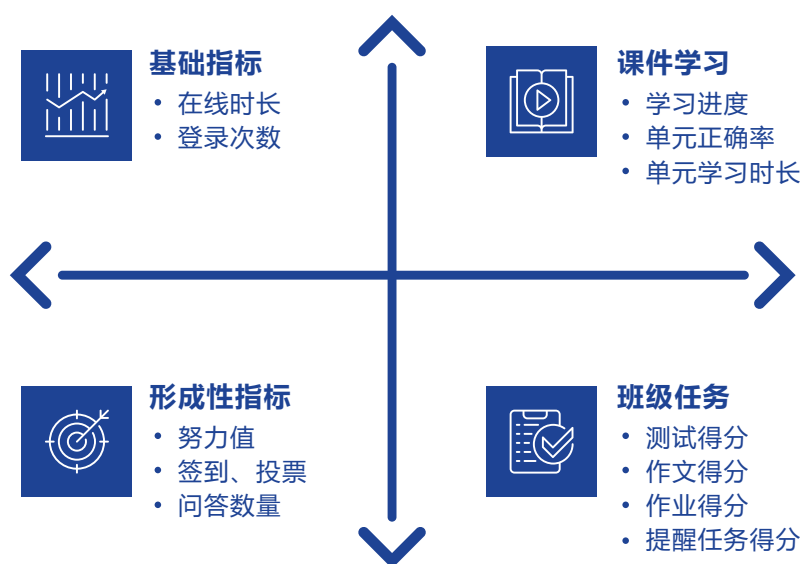 基础指标
• 在线时长
• 登录次数
课件学习
• 学习进度
• 单元正确率
• 单元学习时长
形成性指标
• 努力值
• 签到、投票
• 问答数量
班级任务
• 测试得分
• 作文得分
• 作业得分
• 提醒任务得分